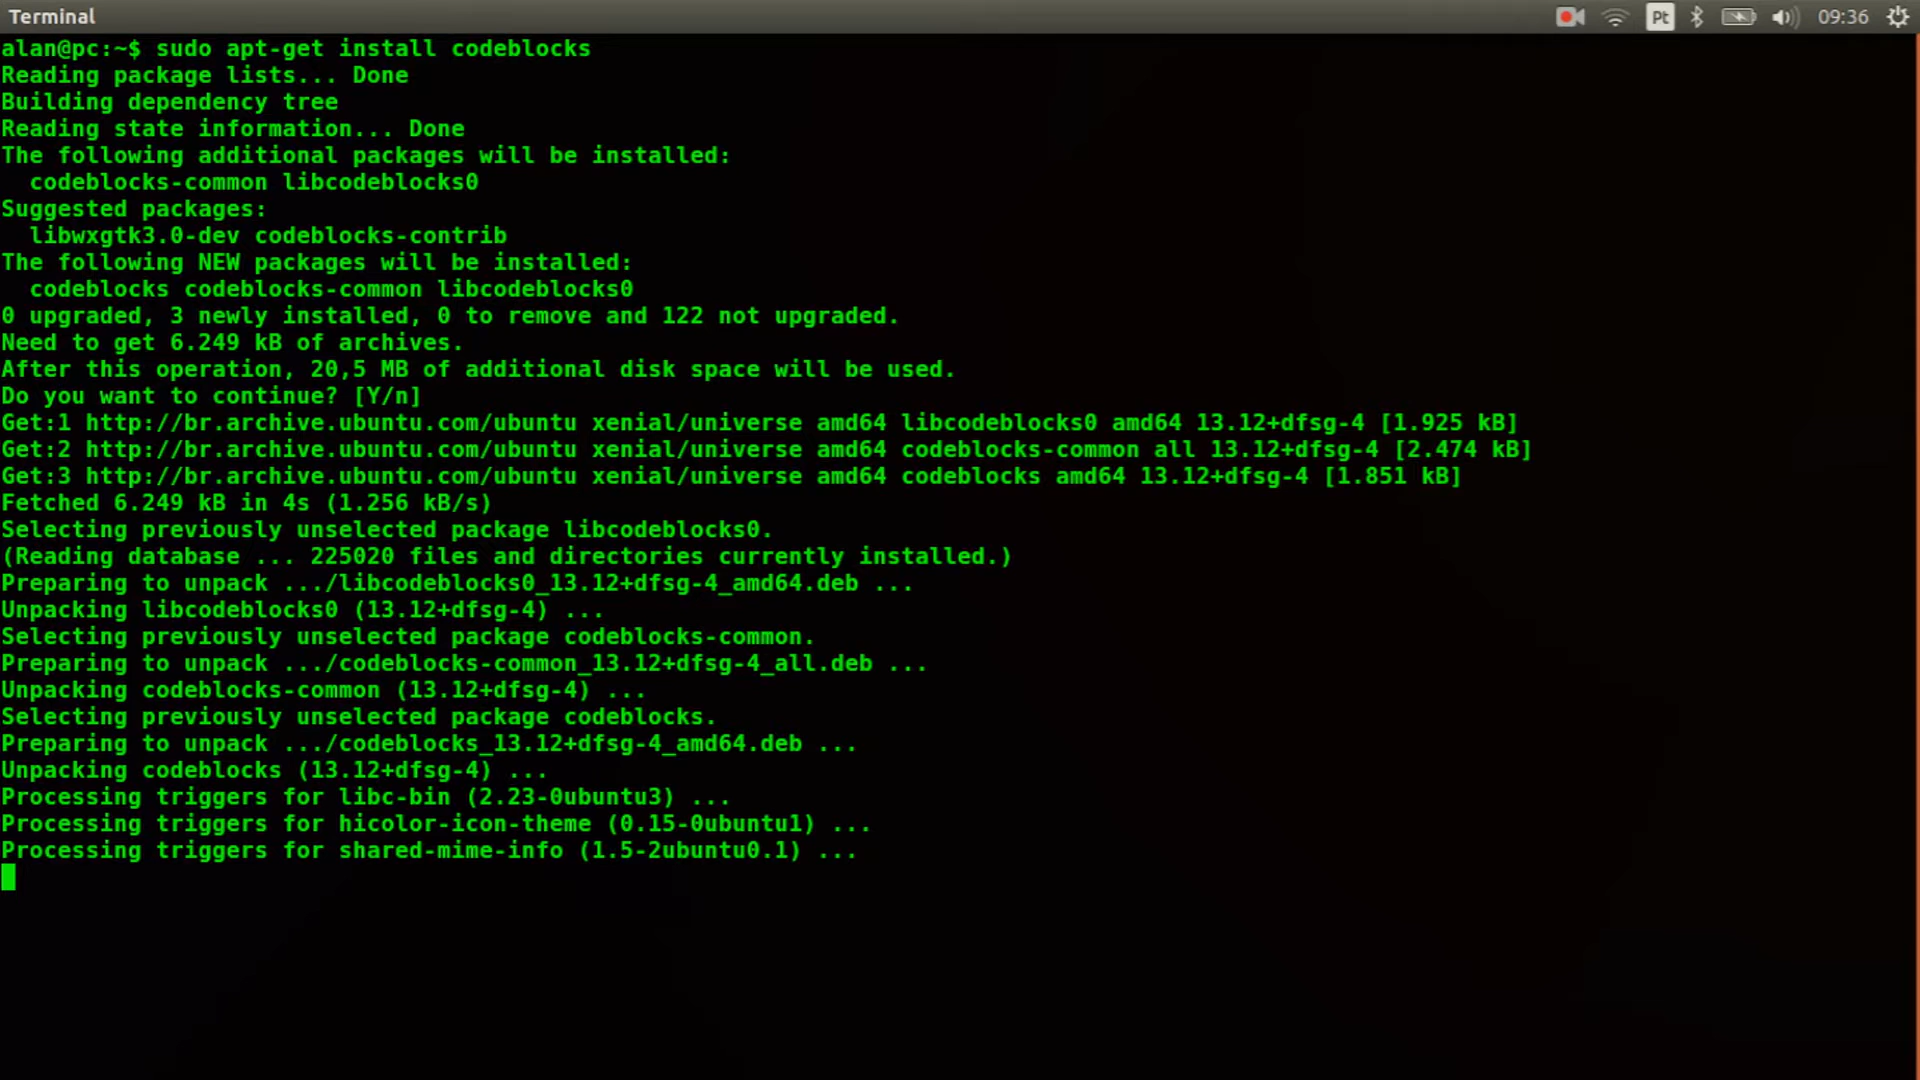 Terminal
Pt
09:36
alan@pc:~$ sudo apt-get install codeblocks
Reading package lists... Done
Building dependency tree
Reading state information... Done
The following additional packages will be installed:
  codeblocks-common libcodeblocks0
Suggested packages:
  libwxgtk3.0-dev codeblocks-contrib
The following NEW packages will be installed:
  codeblocks codeblocks-common libcodeblocks0
0 upgraded, 3 newly installed, 0 to remove and 122 not upgraded.
Need to get 6.249 kB of archives.
After this operation, 20,5 MB of additional disk space will be used.
Do you want to continue? [Y/n]
Get:1 http://br.archive.ubuntu.com/ubuntu xenial/universe amd64 libcodeblocks0 amd64 13.12+dfsg-4 [1.925 kB]
Get:2 http://br.archive.ubuntu.com/ubuntu xenial/universe amd64 codeblocks-common all 13.12+dfsg-4 [2.474 kB]
Get:3 http://br.archive.ubuntu.com/ubuntu xenial/universe amd64 codeblocks amd64 13.12+dfsg-4 [1.851 kB]
Fetched 6.249 kB in 4s (1.256 kB/s)
Selecting previously unselected package libcodeblocks0.
(Reading database ... 225020 files and directories currently installed.)
Preparing to unpack .../libcodeblocks0_13.12+dfsg-4_amd64.deb ...
Unpacking libcodeblocks0 (13.12+dfsg-4) ...
Selecting previously unselected package codeblocks-common.
Preparing to unpack .../codeblocks-common_13.12+dfsg-4_all.deb ...
Unpacking codeblocks-common (13.12+dfsg-4) ...
Selecting previously unselected package codeblocks.
Preparing to unpack .../codeblocks_13.12+dfsg-4_amd64.deb ...
Unpacking codeblocks (13.12+dfsg-4) ...
Processing triggers for libc-bin (2.23-0ubuntu3) ...
Processing triggers for hicolor-icon-theme (0.15-0ubuntu1) ...
Processing triggers for shared-mime-info (1.5-2ubuntu0.1) ...